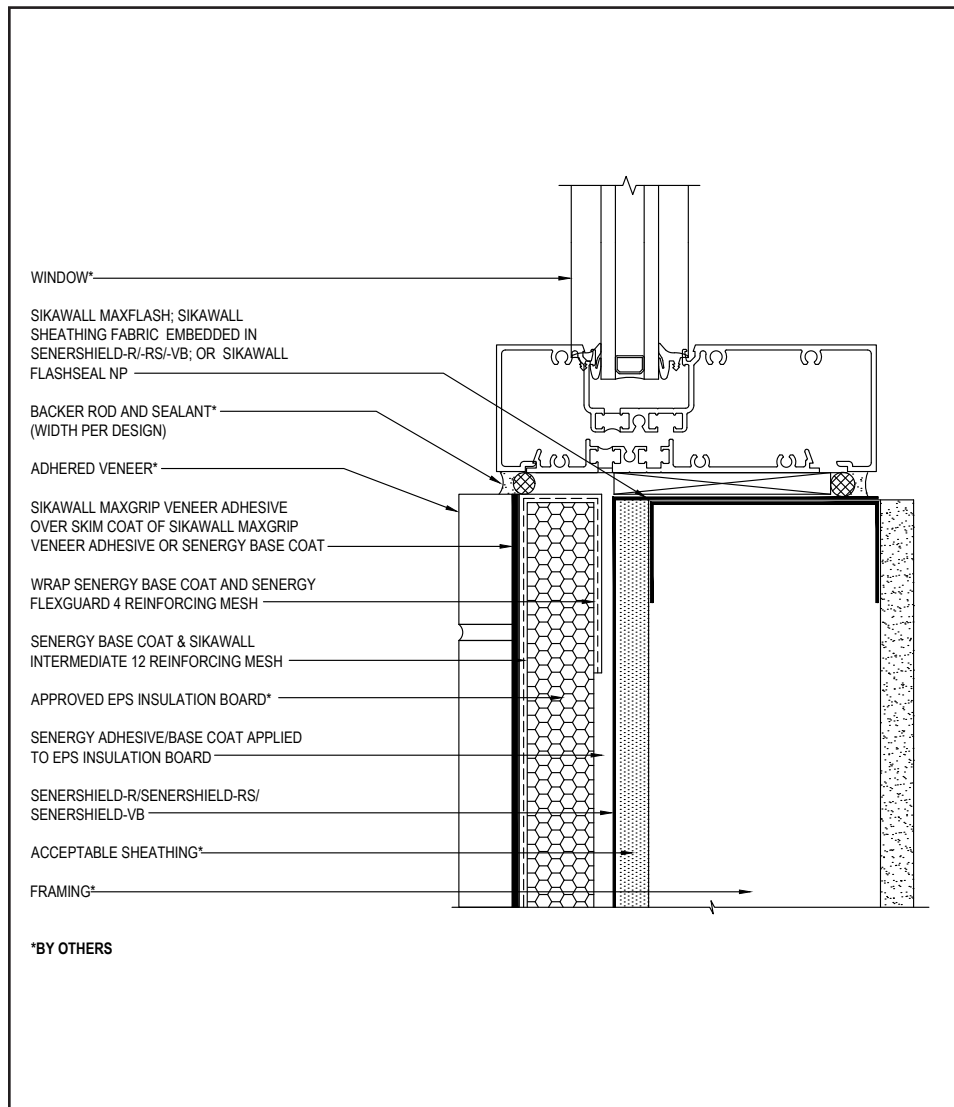 WINDOW*
SIKAWALL MAXFLASH; SIKAWALL
SHEATHING FABRIC EMBEDDED IN
SENERSHIELD-R/-RS/-VB; OR SIKAWALL
FLASHSEAL NP
BACKER ROD AND SEALANT*
(WIDTH PER DESIGN)
ADHERED VENEER*
SIKAWALL MAXGRIP VENEER ADHESIVE
OVER SKIM COAT OF SIKAWALL MAXGRIP
VENEER ADHESIVE OR SENERGY BASE COAT
WRAP SENERGY BASE COAT AND SENERGY
FLEXGUARD 4 REINFORCING MESH
SENERGY BASE COAT & SIKAWALL
INTERMEDIATE 12 REINFORCING MESH
APPROVED EPS INSULATION BOARD*
SENERGY ADHESIVE/BASE COAT APPLIED
TO EPS INSULATION BOARD
SENERSHIELD-R/SENERSHIELD-RS/
SENERSHIELD-VB
ACCEPTABLE SHEATHING*
FRAMING*
*BY OTHERS